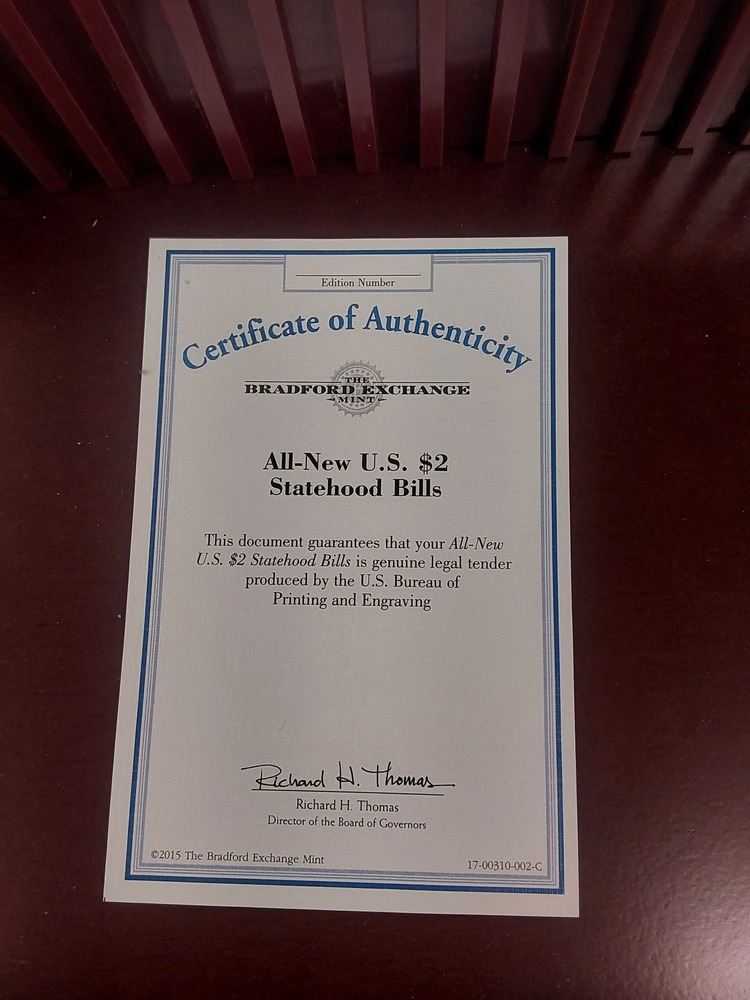 Edition Number
Certificate of Authenticity
THE
BRADFORD EXCHANGE
MINT
All-New U.S. $2
Statehood Bills
This document guarantees that your All-New
U.S. $2 Statehood Bills is genuine legal tender
produced by the U.S. Bureau of
Printing and Engraving
Richard H. Thomas
Richard H. Thomas
Director of the Board of Governors
©2015 The Bradford Exchange Mint
17-00310-002-C